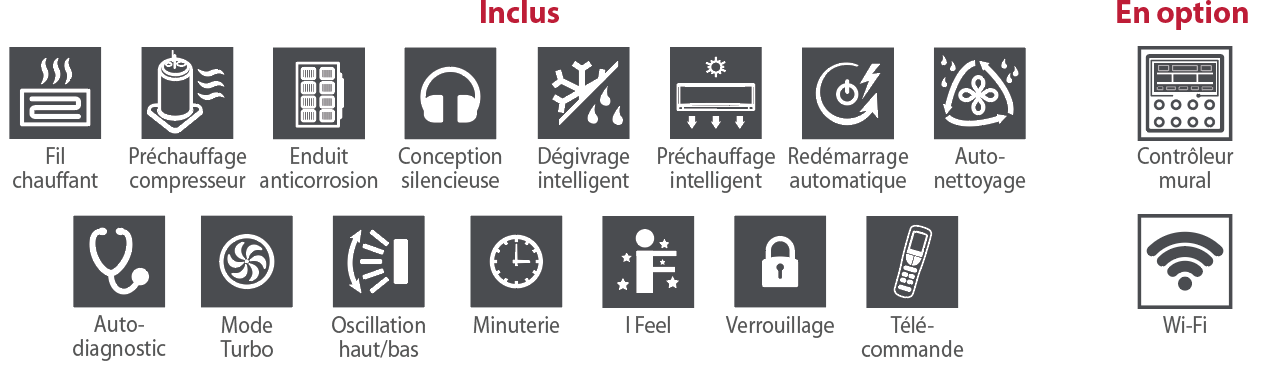 Inclus
En option
Fil
chauffant
Préchauffage
compresseur
Enduit
anticorrosion
Conception
silencieuse
Dégivrage
intelligent
Préchauffage
intelligent
Redémarrage
automatique
Auto-
nettoyage
Contrôleur
mural
Auto-
diagnostic
Mode
Turbo
Oscillation
haut/bas
Minuterie
I Feel
Verrouillage
Télé-
commande
Wi-Fi